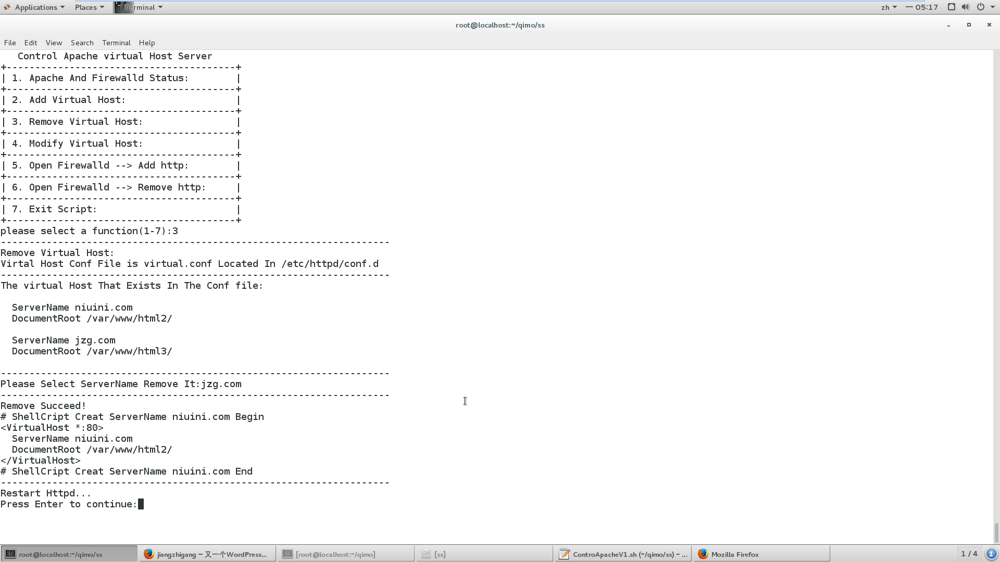 Applications Places Terminal zh 一 05:17
root@localhost:~/qimo/ss
File Edit View Search Terminal Help
   Control Apache virtual Host Server
+----------------------------------------+
| 1. Apache And Firewalld Status:         |
+----------------------------------------+
| 2. Add Virtual Host:                    |
+----------------------------------------+
| 3. Remove Virtual Host:                 |
+----------------------------------------+
| 4. Modify Virtual Host:                 |
+----------------------------------------+
| 5. Open Firewalld --> Add http:         |
+----------------------------------------+
| 6. Open Firewalld --> Remove http:      |
+----------------------------------------+
| 7. Exit Script:                         |
+----------------------------------------+
please select a function(1-7):3
--------------------------------------------------------------------
Remove Virtual Host:
Virtal Host Conf File is virtual.conf Located In /etc/httpd/conf.d
--------------------------------------------------------------------
The virtual Host That Exists In The Conf file:
  ServerName niuini.com
  DocumentRoot /var/www/html2/
  ServerName jzg.com
  DocumentRoot /var/www/html3/
--------------------------------------------------------------------
Please Select ServerName Remove It:jzg.com
--------------------------------------------------------------------
Remove Succeed!
# ShellCript Creat ServerName niuini.com Begin
<VirtualHost *:80>
  ServerName niuini.com
  DocumentRoot /var/www/html2/
</VirtualHost>
# ShellCript Creat ServerName niuini.com End
--------------------------------------------------------------------
Restart Httpd...
Press Enter to continue:
root@localhost:~/qimo/ss jiangzhigang – 又一个WordPress... [root@localhost:~/qimo] [ss] ControApacheV1.sh (~/qimo/ss) – ... Mozilla Firefox 1 / 4 1